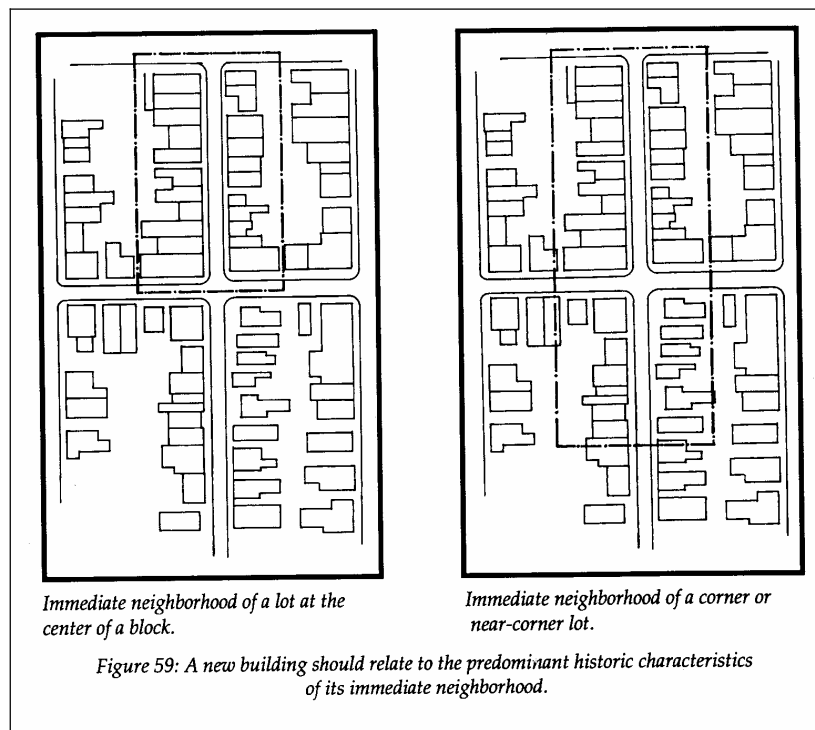 Immediate neighborhood of a lot at the
center of a block.
Immediate neighborhood of a corner or
near-corner lot.
Figure 59: A new building should relate to the predominant historic characteristics
of its immediate neighborhood.